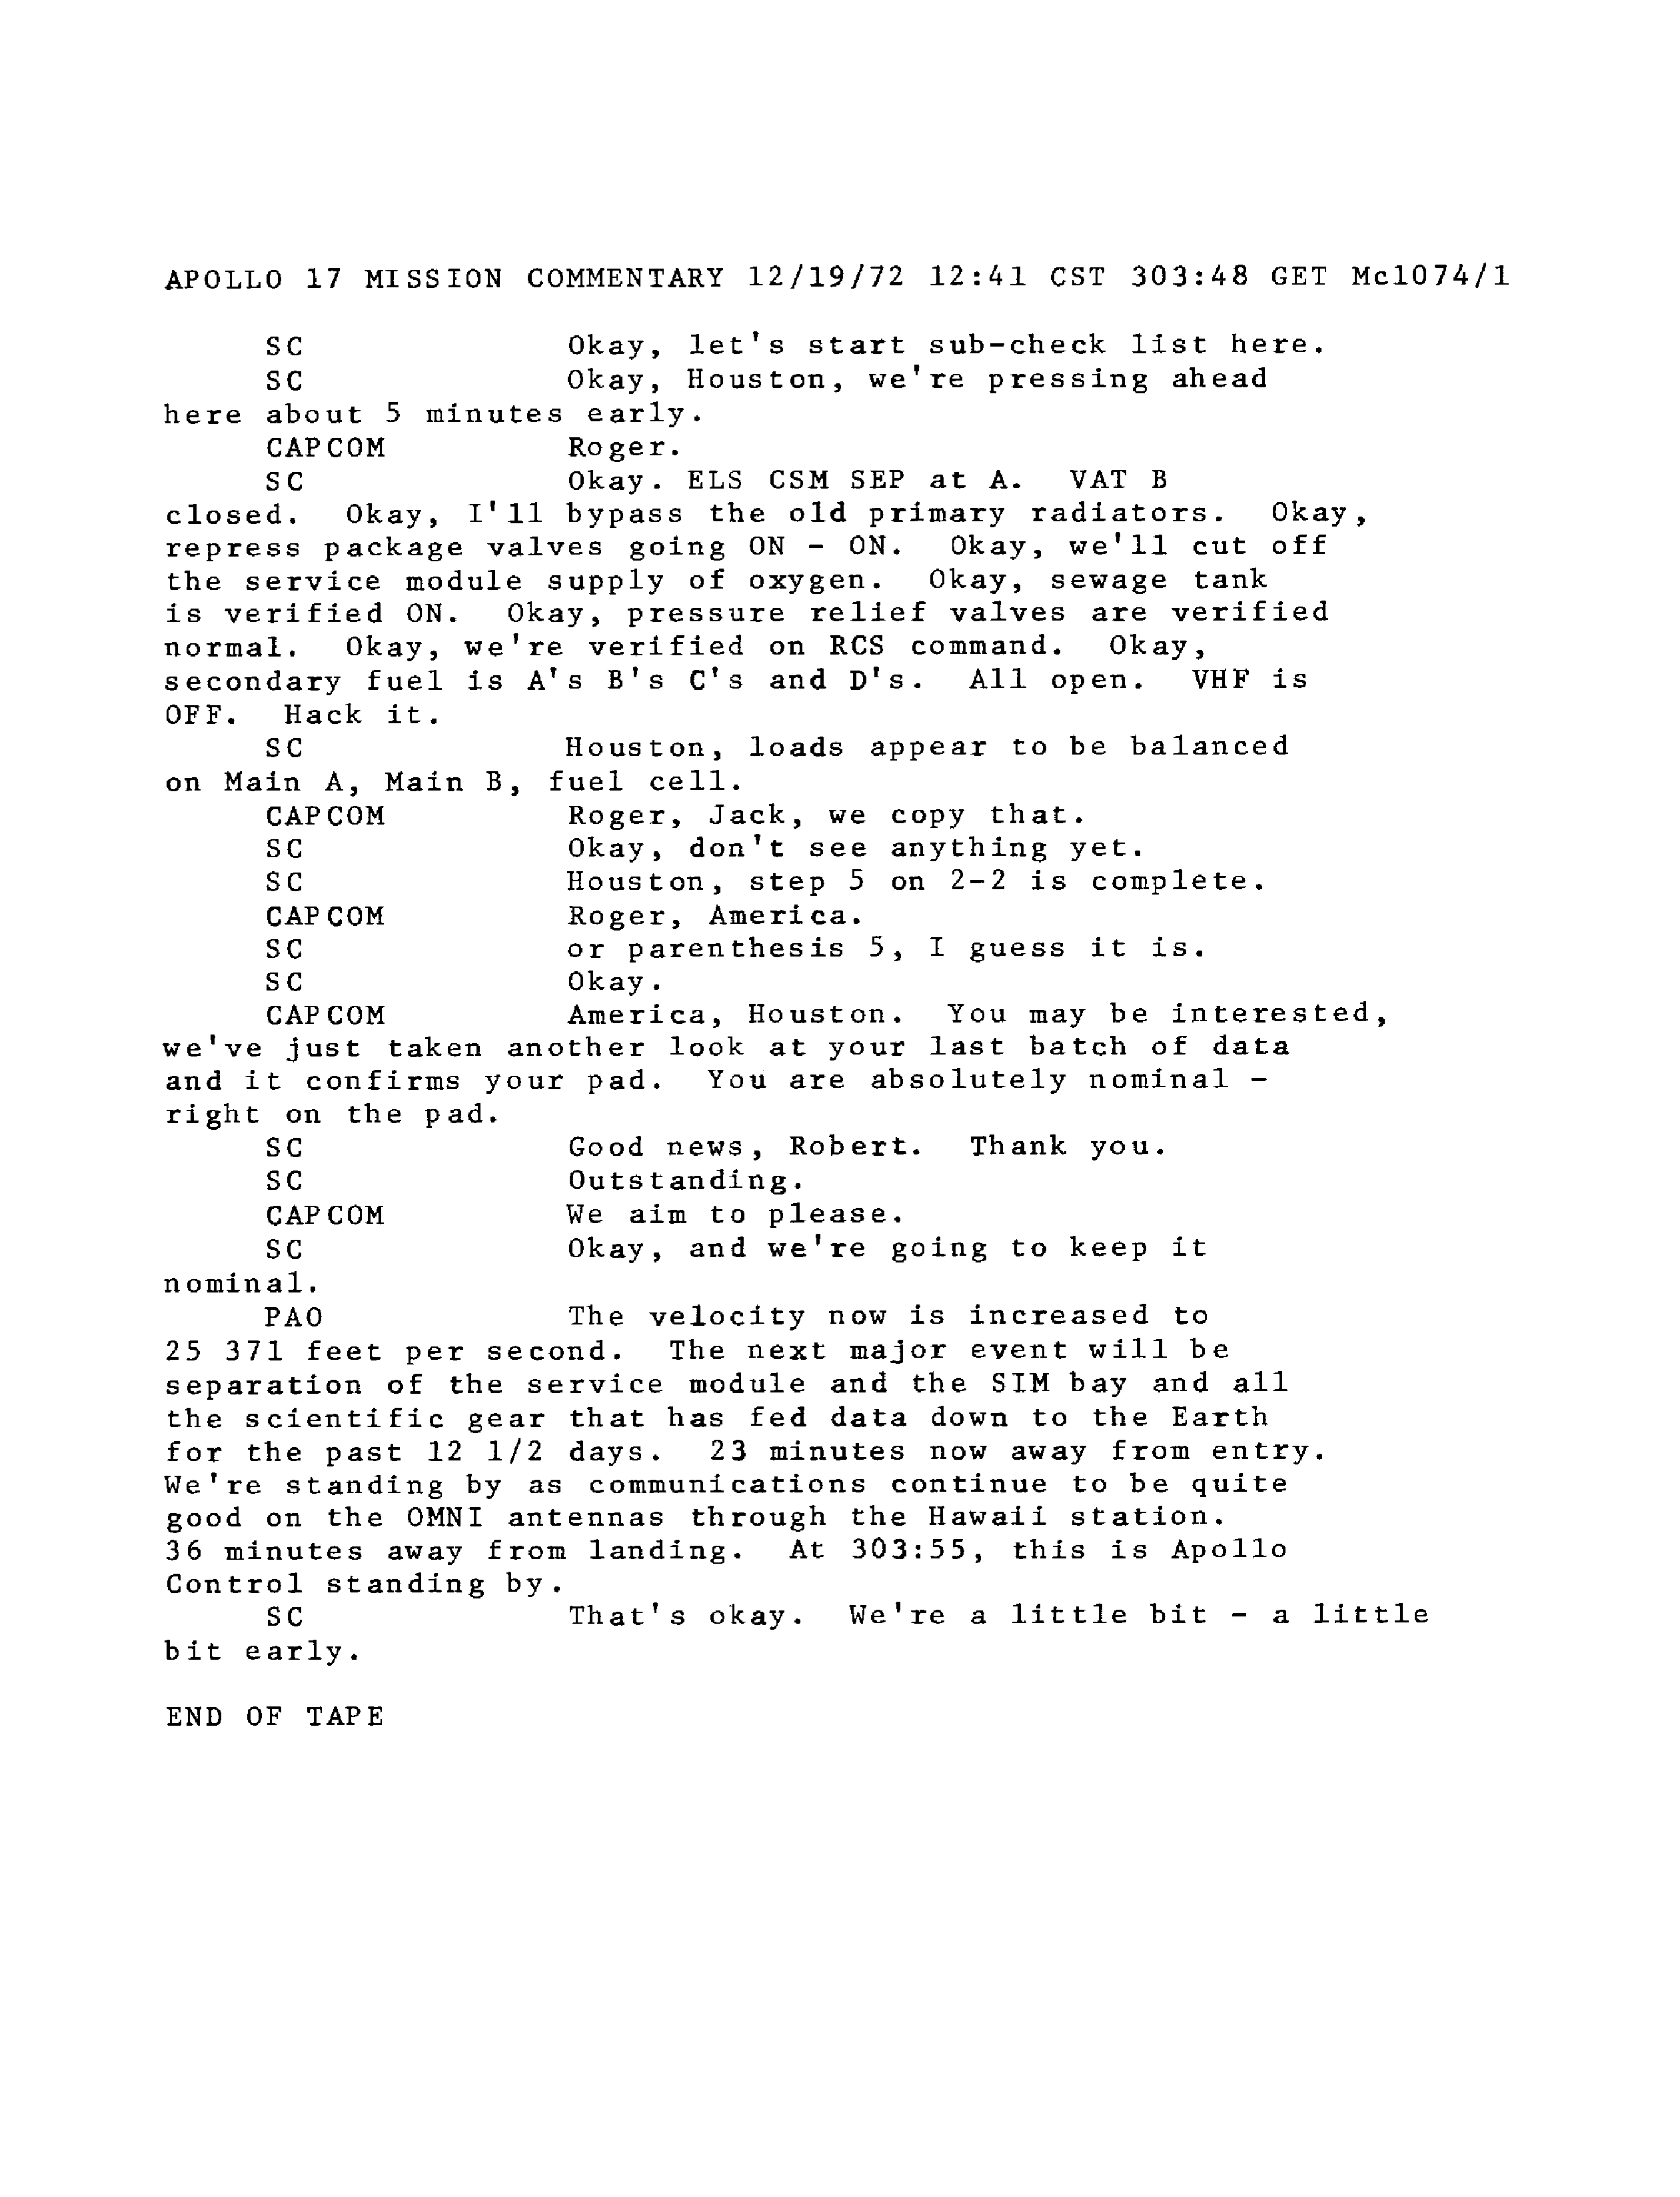 APOLLO 17 MISSION COMMENTARY 12/19/72 12:41 CST 303:48 GET Mc1074/1
SC Okay, let's start sub-check list here.
SC Okay, Houston, we're pressing ahead
here about 5 minutes early.
CAPCOM Roger.
SC Okay. ELS CSM SEP at A. VAT B
closed. Okay, I'll bypass the old primary radiators. Okay,
repress package valves going ON - ON. Okay, we'll cut off
the service module supply of oxygen. Okay, sewage tank
is verified ON. Okay, pressure relief valves are verified
normal. Okay, we're verified on RCS command. Okay,
secondary fuel is A's B's C's and D's. All open. VHF is
OFF. Hack it.
SC Houston, loads appear to be balanced
on Main A, Main B, fuel cell.
CAPCOM Roger, Jack, we copy that.
SC Okay, don't see anything yet.
SC Houston, step 5 on 2-2 is complete.
CAPCOM Roger, America.
SC or parenthesis 5, I guess it is.
SC Okay.
CAPCOM America, Houston. You may be interested,
we've just taken another look at your last batch of data
and it confirms your pad. You are absolutely nominal -
right on the pad.
SC Good news, Robert. Thank you.
SC Outstanding.
CAPCOM We aim to please.
SC Okay, and we're going to keep it
nominal.
PAO The velocity now is increased to
25 371 feet per second. The next major event will be
separation of the service module and the SIM bay and all
the scientific gear that has fed data down to the Earth
for the past 12 1/2 days. 23 minutes now away from entry.
We're standing by as communications continue to be quite
good on the OMNI antennas through the Hawaii station.
36 minutes away from landing. At 303:55, this is Apollo
Control standing by.
SC That's okay. We're a little bit - a little
bit early.
END OF TAPE